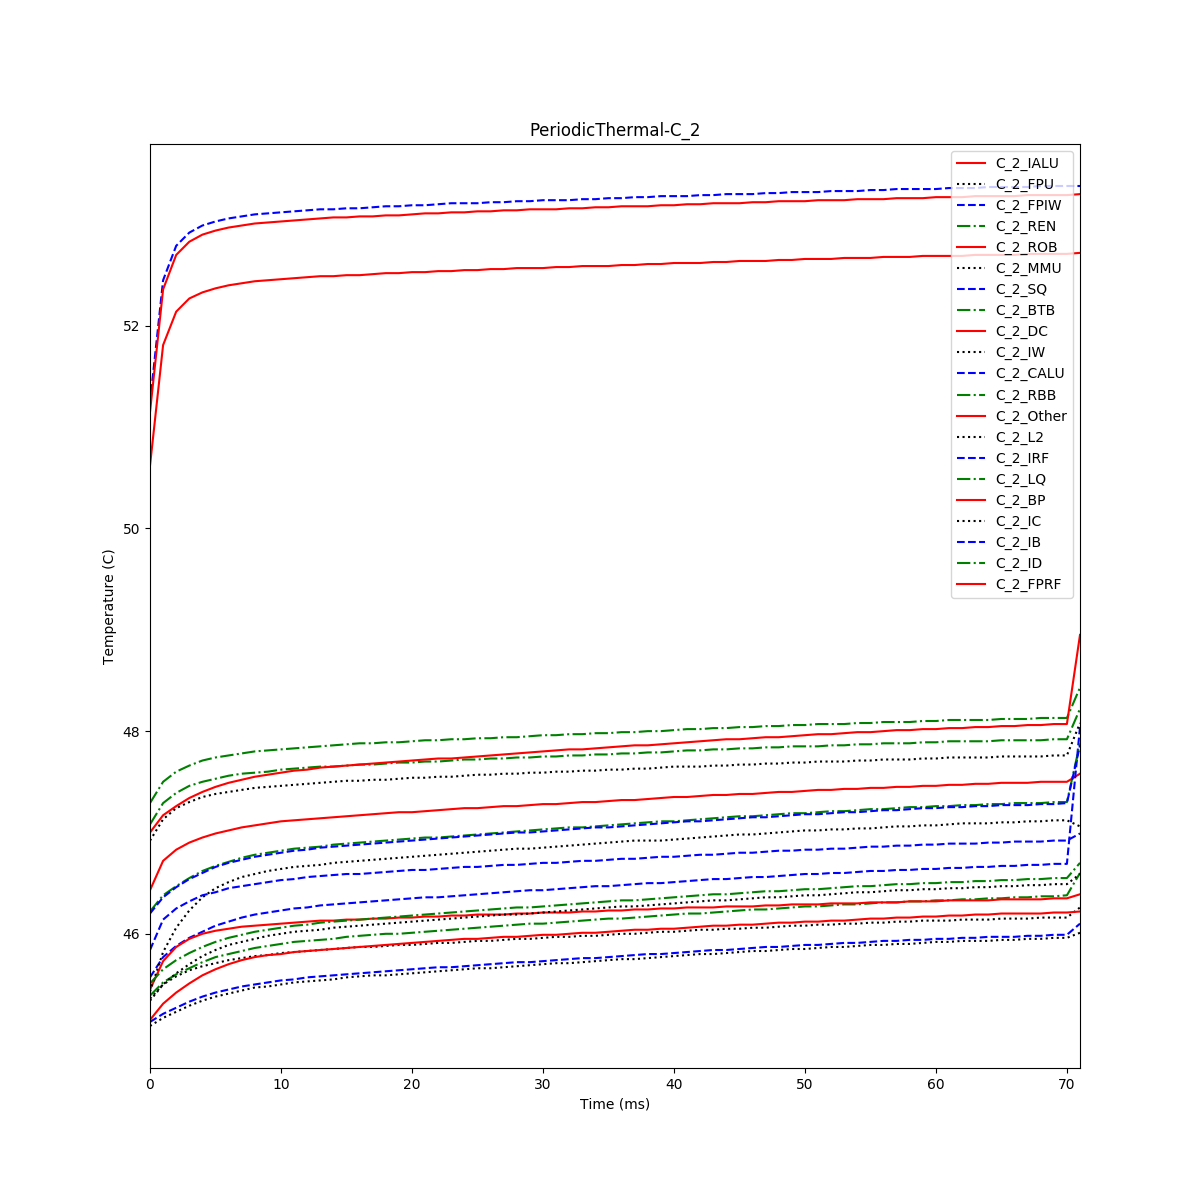 PeriodicThermal-C_2
C_2_IALU
C_2_FPU
C_2_FPIW
C_2_REN
C_2_ROB
C_2_MMU
C_2_SQ
C_2_BTB
C_2_DC
C_2_IW
C_2_CALU
C_2_RBB
C_2_Other
C_2_L2
C_2_IRF
C_2_LQ
C_2_BP
C_2_IC
C_2_IB
C_2_ID
C_2_FPRF
52
50
48
46
Temperature (C)
0 10 20 30 40 50 60 70
Time (ms)